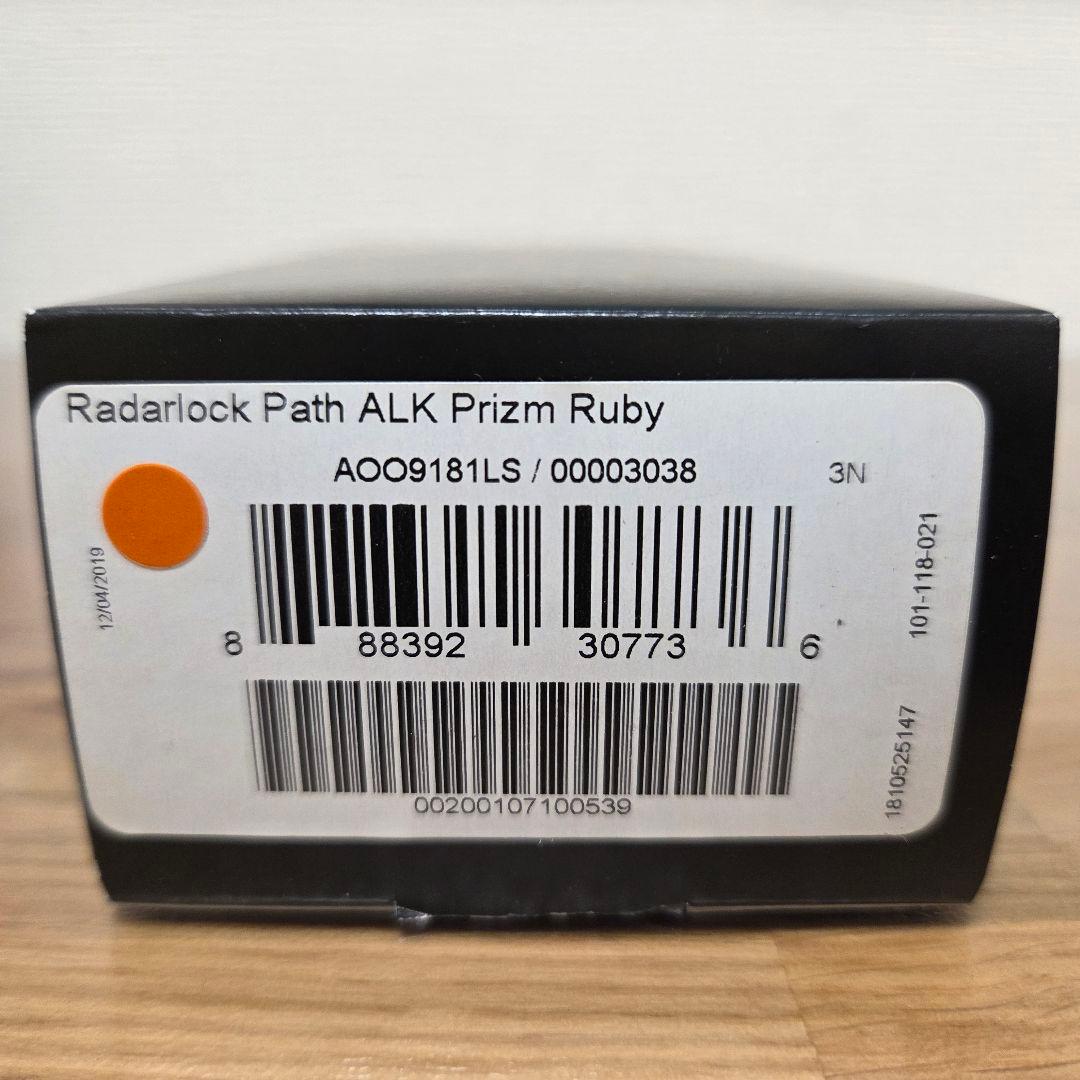 Radarlock Path ALK Prizm Ruby
AOO9181LS / 00003038
3N
12/04/2019
101-118-021
8 88392 30773 6
1810525147
00200107100539